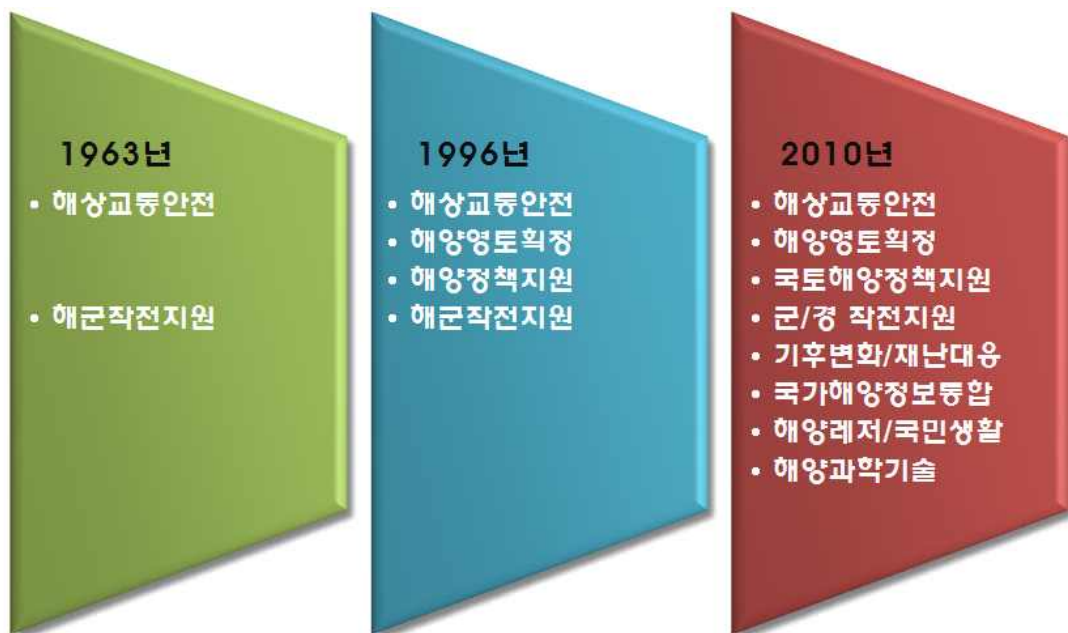 1963년
• 해상교통안전
• 해군작전지원
1996년
• 해상교통안전
• 해양영토획정
• 해양정책지원
• 해군작전지원
2010년
• 해상교통안전
• 해양영토획정
• 국토해양정책지원
• 군/경 작전지원
• 기후변화/재난대응
• 국가해양정보통합
• 해양레저/국민생활
• 해양과학기술